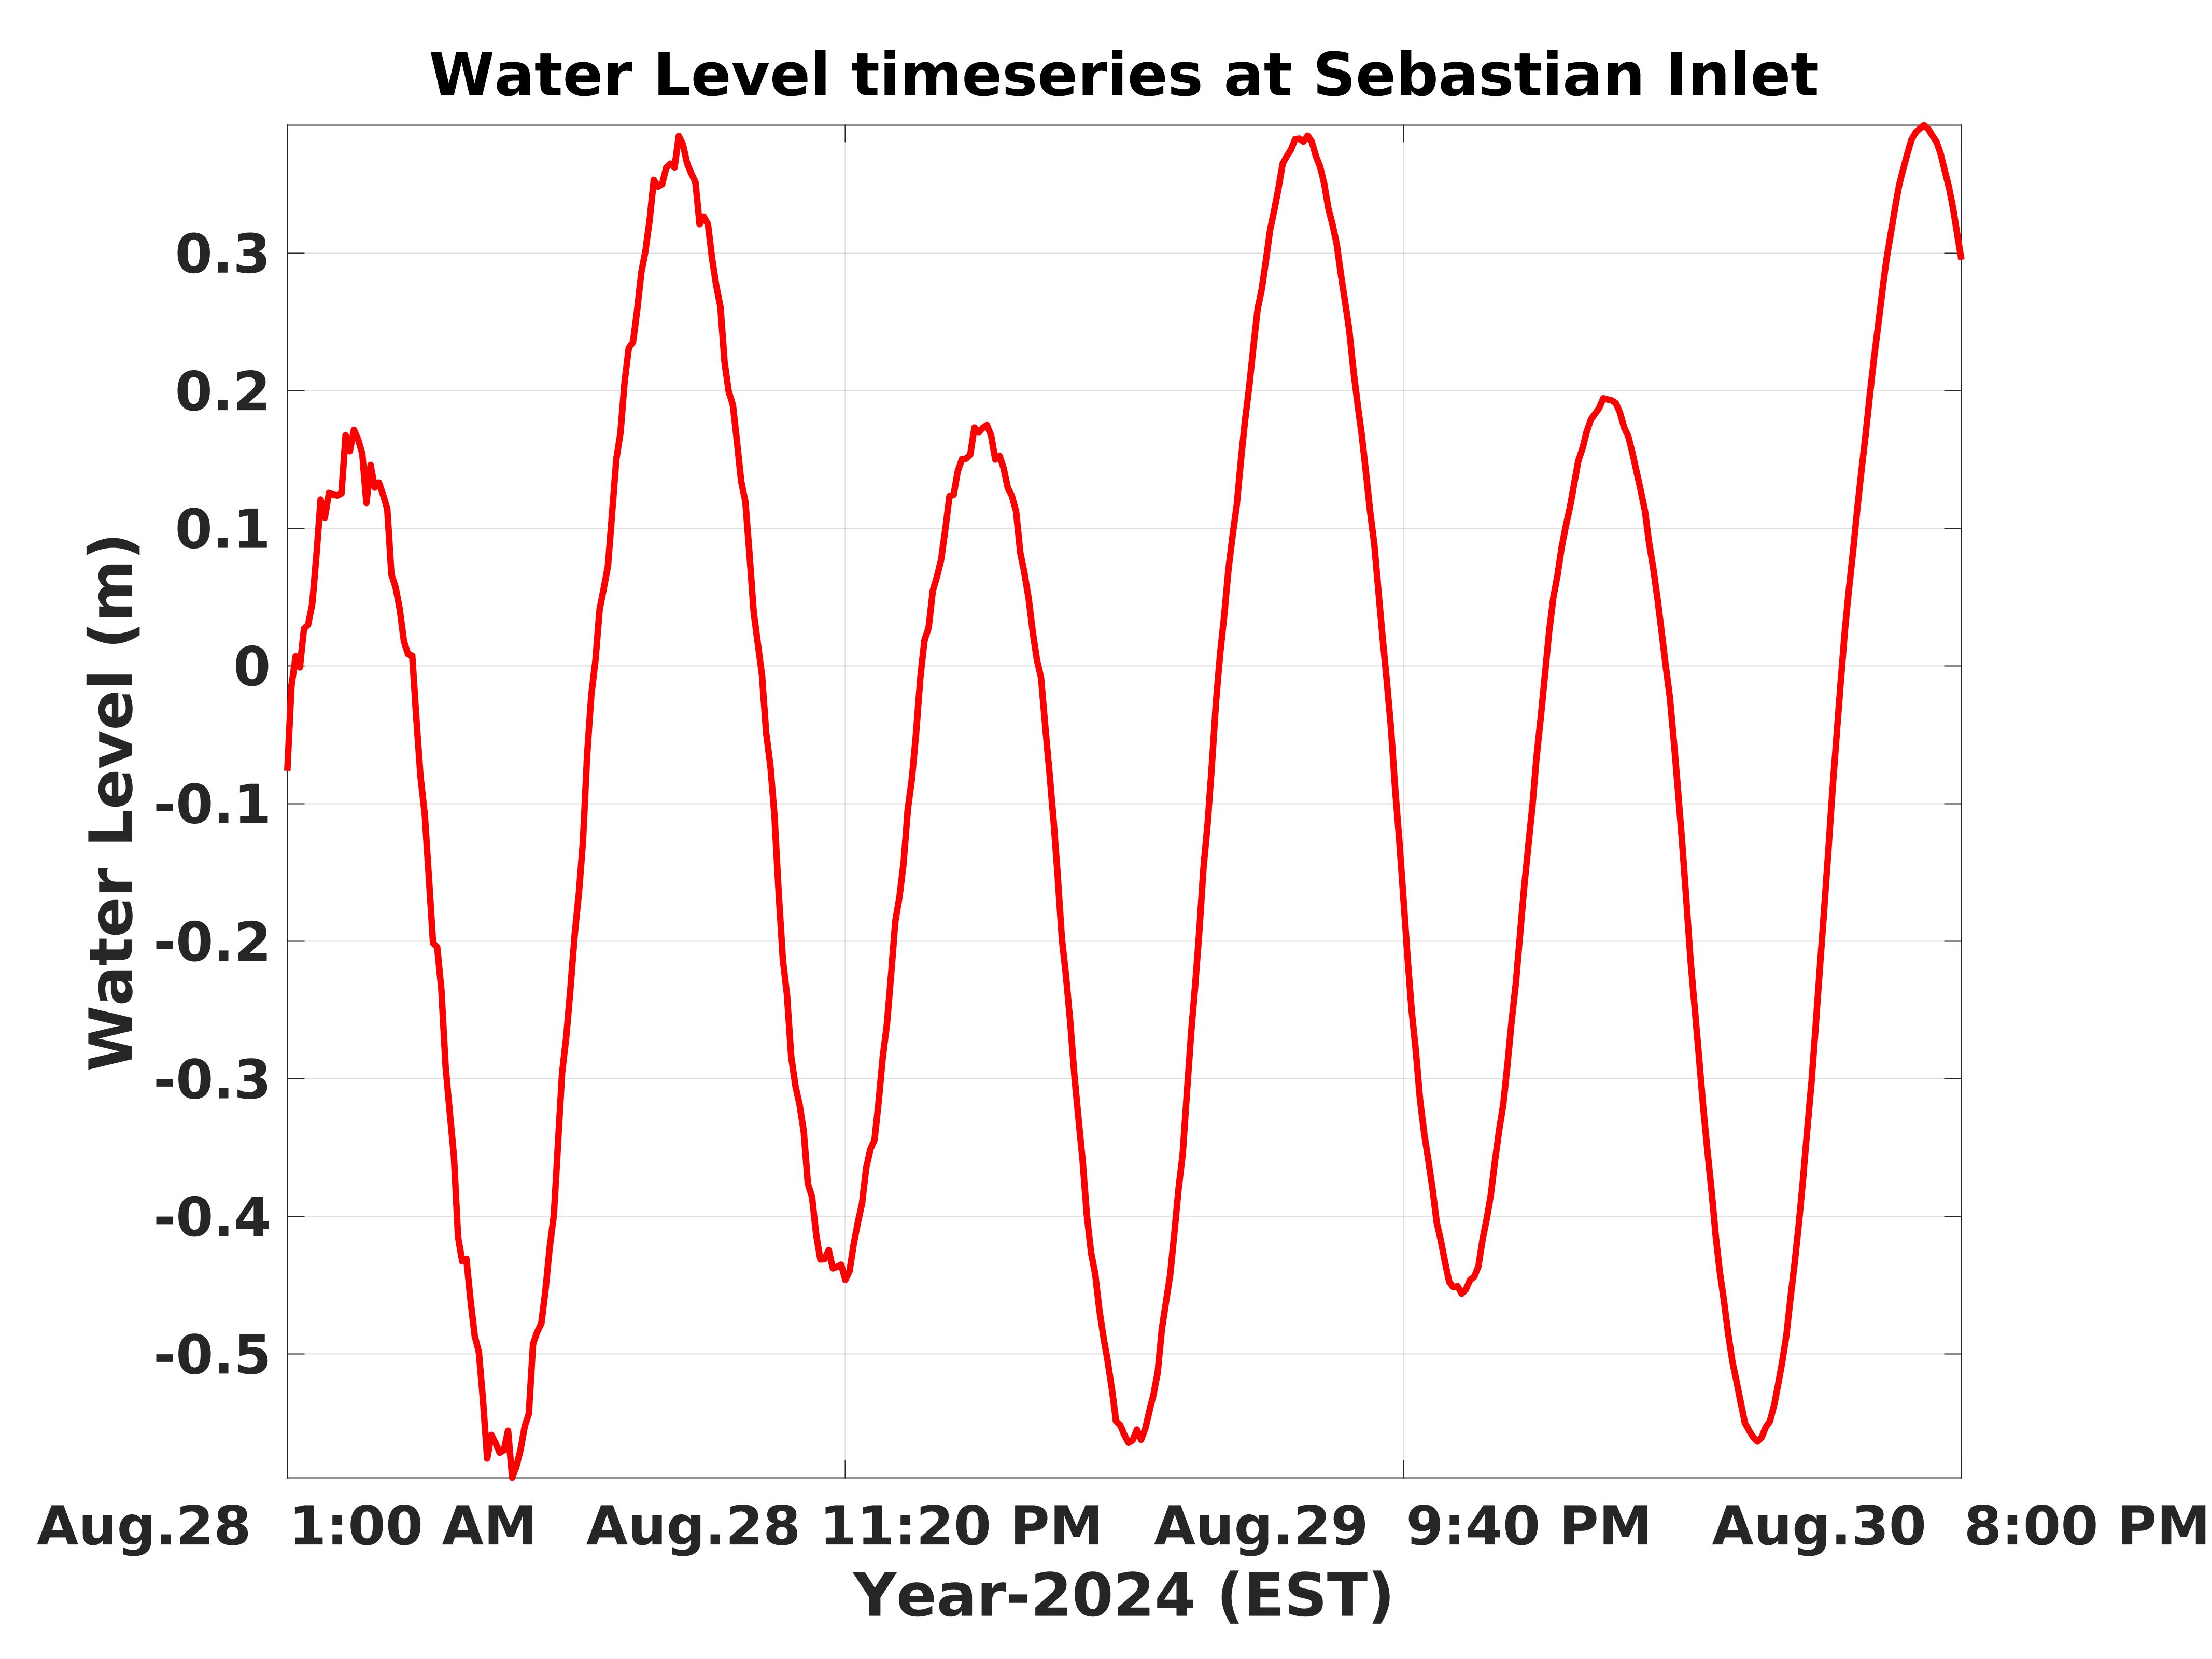 Water Level timeseries at Sebastian Inlet
Water Level (m)
0.3
0.2
0.1
0
-0.1
-0.2
-0.3
-0.4
-0.5
Aug.28 1:00 AM Aug.28 11:20 PM Aug.29 9:40 PM Aug.30 8:00 PM
Year-2024 (EST)